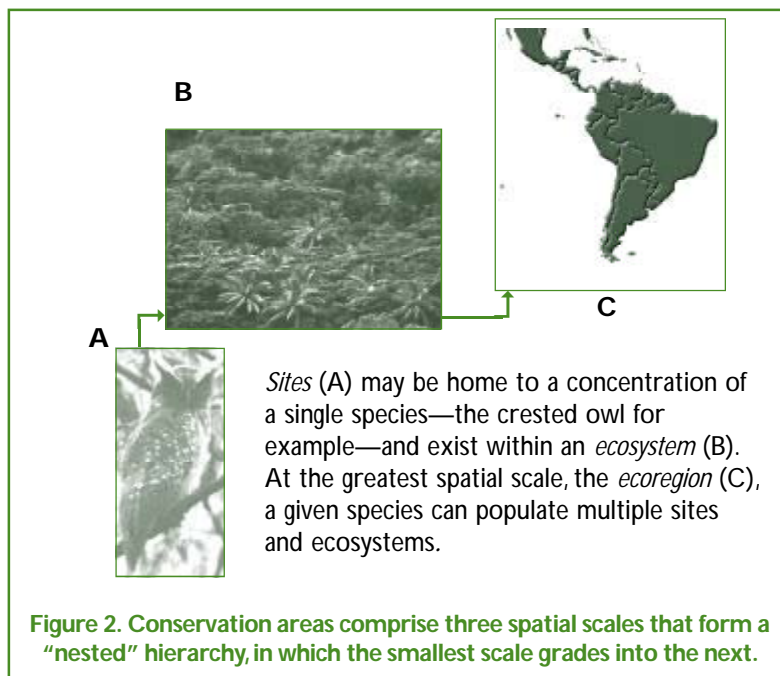 B
C
A
Sites (A) may be home to a concentration of
a single species—the crested owl for
example—and exist within an ecosystem (B).
At the greatest spatial scale, the ecoregion (C),
a given species can populate multiple sites
and ecosystems.
Figure 2. Conservation areas comprise three spatial scales that form a
“nested” hierarchy, in which the smallest scale grades into the next.